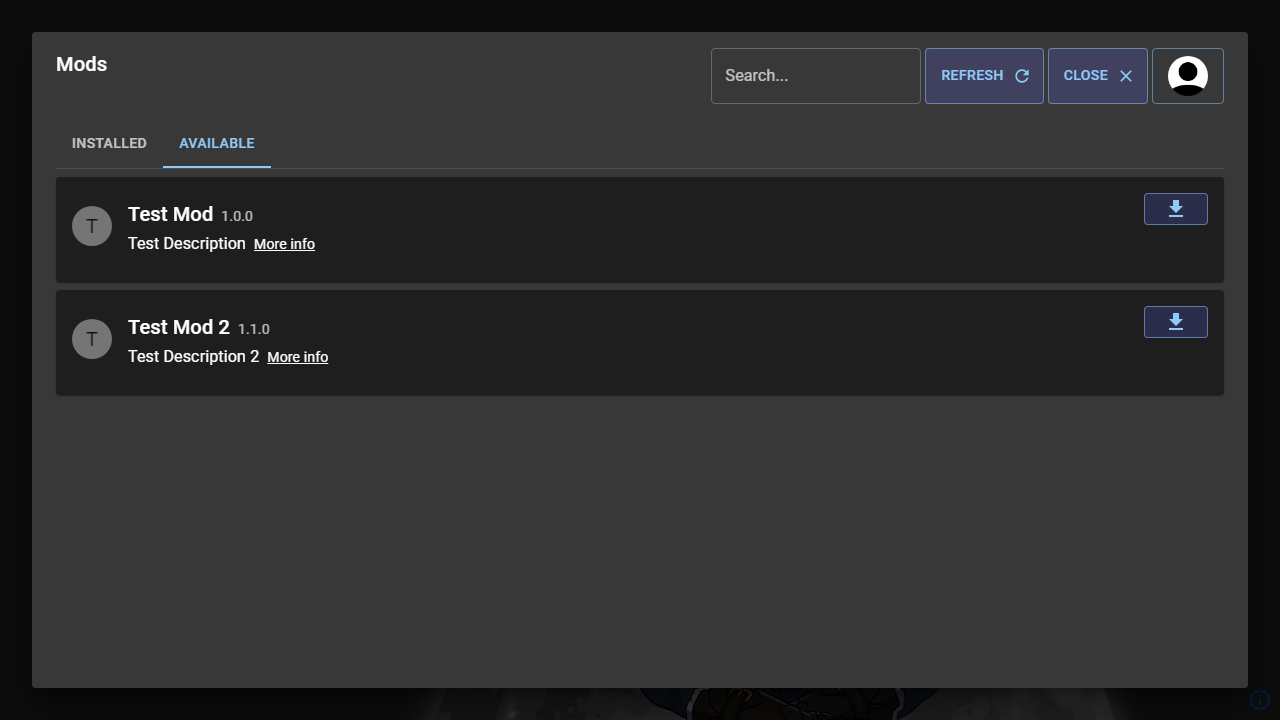 Mods
Search...
REFRESH
CLOSE
INSTALLED
AVAILABLE
T
Test Mod 1.0.0
Test Description More info
T
Test Mod 2 1.1.0
Test Description 2 More info